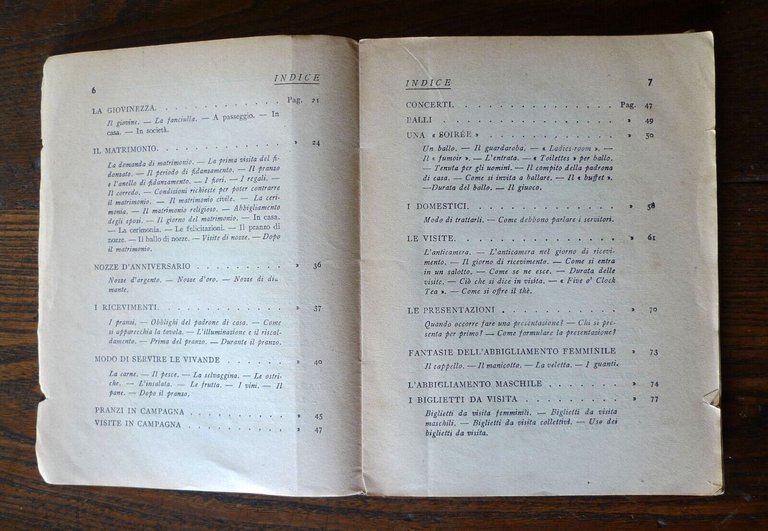 6 INDICE
LA GIOVINEZZA. . . . . . . . . . . Pag. 21
Il giovine. — La fanciulla. — A passeggio. — In
casa. — In società.
IL MATRIMONIO. . . . . . . . . . . » 24
La demanda di matrimonio. — La prima visita del fi-
danzato. — Il periodo di fidansamento. — Il pranzo
e l'anello di fidansamento. — I fiori. — I regali. —
Il corredo. — Condizioni richieste per poter contrarre
il matrimonio. — Il matrimonio civile. — La ceri-
monia. — Il matrimonio religioso. — Abbigliamento
degli sposi. — Il giorno del matrimonio. — In casa.
— La cerimonia. — Le felicitazioni. — Il pranzo di
nozze. — Il ballo di nozze. — Visite di nozze. — Dopo
il matrimonio.
NOZZE D'ANNIVERSARIO . . . . . . . . » 36
Nozze d'argento. — Nozze d'oro. — Nozze di dia-
mante.
I RICEVIMENTI. . . . . . . . . . . » 37
I pranzi. — Obblighi del padrone di casa. — Come
si apparecchia la tavola. — L'illuminazione e il riscal-
damento. — Prima del pranzo. — Durante il pranzo.
MODO DI SERVIRE LE VIVANDE . . . . . . » 40
La carne. — Il pesce. — La selvaggina. — Le ostri-
che. — L'insalata. — Le frutta. — I vini. — Il
pane. — Dopo il pranzo.
PRANZI IN CAMPAGNA . . . . . . . . » 45
VISITE IN CAMPAGNA . . . . . . . . » 47
INDICE 7
CONCERTI. . . . . . . . . . . . Pag. 47
BALLI . . . . . . . . . . . . . » 49
UNA « SOIRÉE » . . . . . . . . . . » 50
Un ballo. — Il guardaroba. — « Ladies-room ». —
Il « fumoir ». — L'entrata. — « Toilettes » per ballo.
— Tenuta per gli uomini. — Il compito della padrona
di casa. — Come si invita a ballare. — Il « buffet ».
— Durata del ballo. — Il giuoco.
I DOMESTICI. . . . . . . . . . . » 58
Modo di trattarli. — Come debbono parlare i servitori.
LE VISITE. . . . . . . . . . . . » 61
L'anticamera. — L'anticamera nel giorno di ricevi-
mento. — Il giorno di ricevimento. — Come si entra
in un salotto. — Come se ne esce. — Durata delle
visite. — Ciò che si dice in visita. — « Five o' Clock
Tea ». — Come si offre il thè.
LE PRESENTAZIONI . . . . . . . . . » 70
Quando occorre fare una presentazione? — Chi si pre-
senta per primo? — Come formulare la presentazione?
FANTASIE DELL'ABBIGLIAMENTO FEMMINILE » 73
Il cappello. — Il manicotto. — La veletta. — I guanti.
L'ABBIGLIAMENTO MASCHILE . . . . . . » 74
I BIGLIETTI DA VISITA . . . . . . . . » 77
Biglietti da visita femminili. — Biglietti da visita
maschili. — Biglietti da visita collettivi. — Uso dei
biglietti da visita.